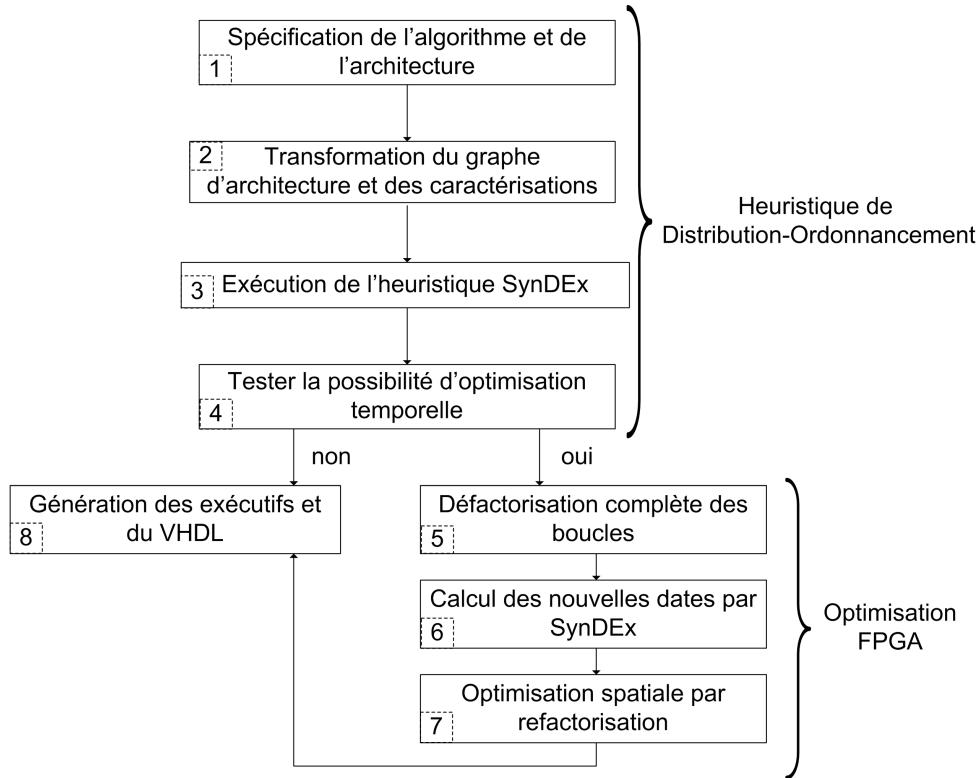 Spécification de l'algorithme et de
l'architecture
1
2
Transformation du graphe
d'architecture et des caractérisations
Heuristique de
Distribution-Ordonnancement
3
Exécution de l'heuristique SynDEx
Tester la possibilité d'optimisation
temporelle
4
non
oui
Génération des exécutifs et
du VHDL
8
Défactorisation complète des
boucles
5
Calcul des nouvelles dates par
SynDEx
6
Optimisation
FPGA
Optimisation spatiale par
refactorisation
7